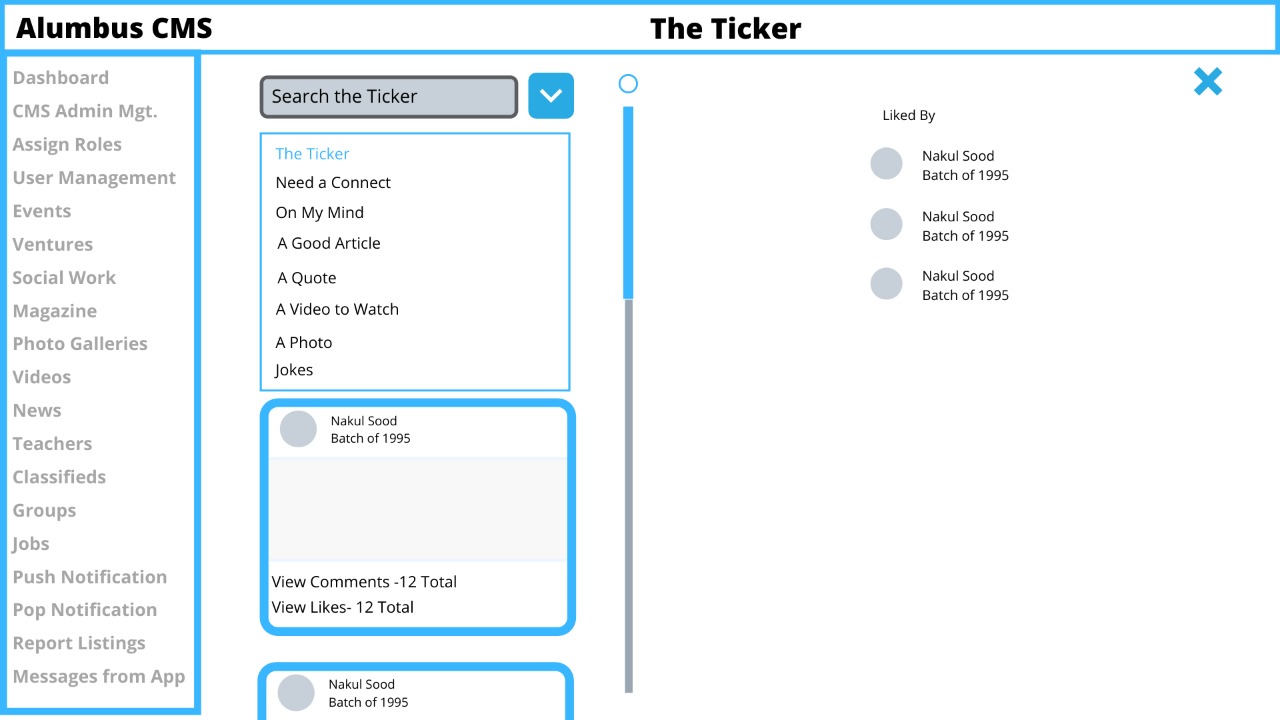 Alumbus CMS
The Ticker
Dashboard
CMS Admin Mgt.
Assign Roles
User Management
Events
Ventures
Social Work
Magazine
Photo Galleries
Videos
News
Teachers
Classifieds
Groups
Jobs
Push Notification
Pop Notification
Report Listings
Messages from App
Search the Ticker
The Ticker
Need a Connect
On My Mind
A Good Article
A Quote
A Video to Watch
A Photo
Jokes
Nakul Sood
Batch of 1995
View Comments -12 Total
View Likes- 12 Total
Nakul Sood
Batch of 1995
Liked By
Nakul Sood
Batch of 1995
Nakul Sood
Batch of 1995
Nakul Sood
Batch of 1995